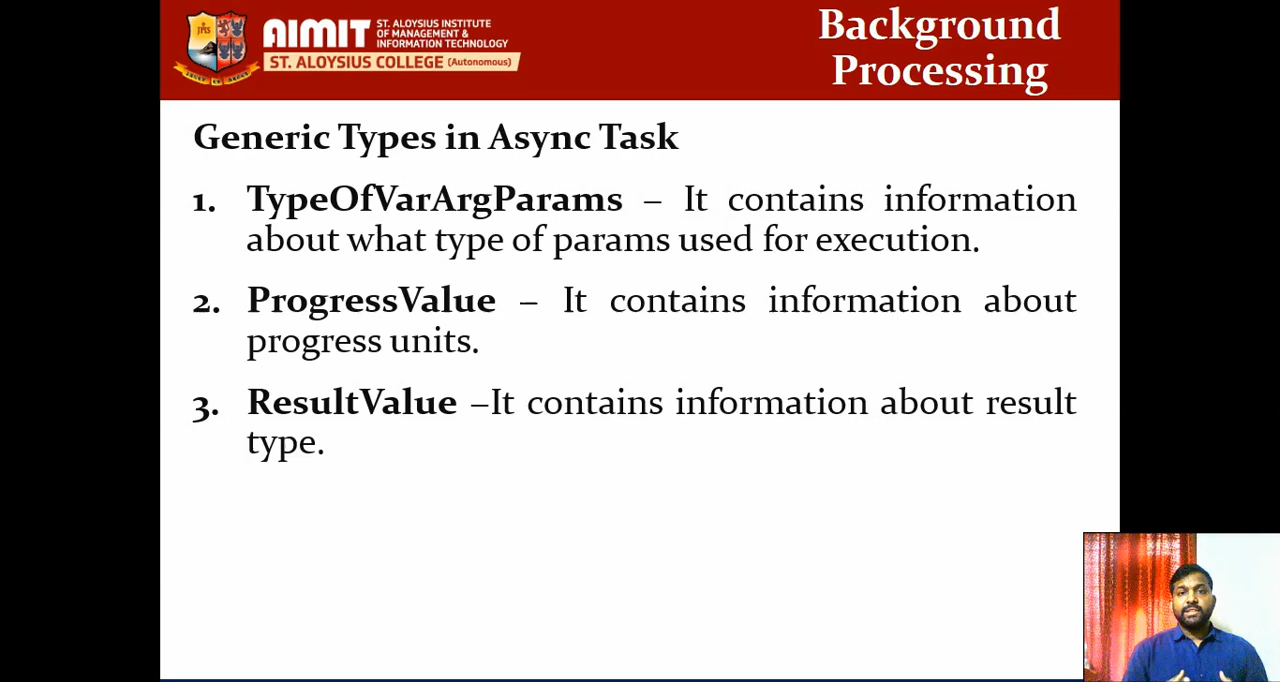 AIMIT
ST. ALOYSIUS INSTITUTE
OF MANAGEMENT &
INFORMATION TECHNOLOGY
ST. ALOYSIUS COLLEGE (Autonomous)
Background
Processing
Generic Types in Async Task
1. TypeOfVarArgParams – It contains information
about what type of params used for execution.
2. ProgressValue – It contains information about
progress units.
3. ResultValue –It contains information about result
type.